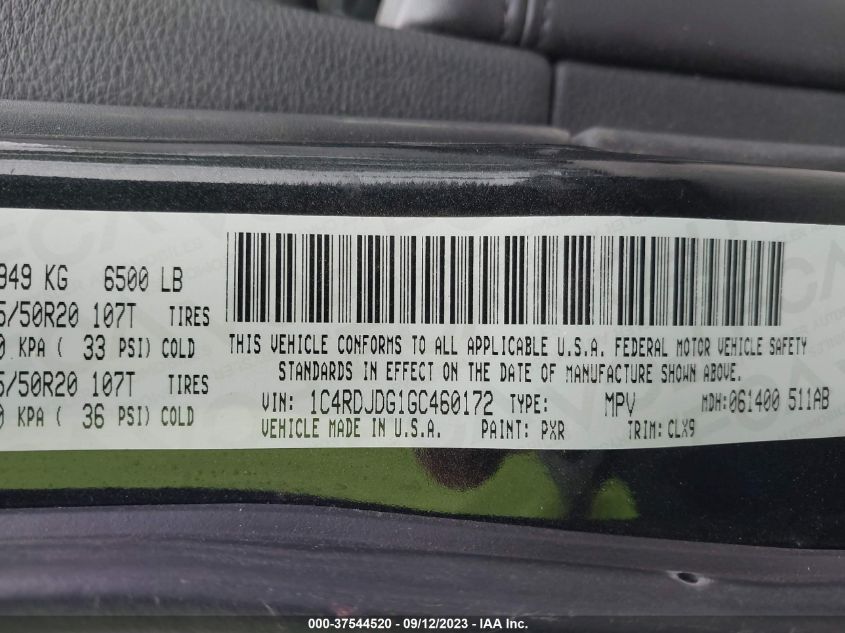 949 KG 6500 LB
5/50R20 107T TIRES
0 KPA ( 33 PSI) COLD
5/50R20 107T TIRES
0 KPA ( 36 PSI) COLD
THIS VEHICLE CONFORMS TO ALL APPLICABLE U.S.A. FEDERAL MOTOR VEHICLE SAFETY
STANDARDS IN EFFECT ON THE DATE OF MANUFACTURE SHOWN ABOVE.
VIN: 1C4RDJDG1GC460172 TYPE: MPV MDH:061400 511AB
VEHICLE MADE IN U.S.A. PAINT: PXR TRIM:CLX9
000-37544520 - 09/12/2023 - IAA Inc.